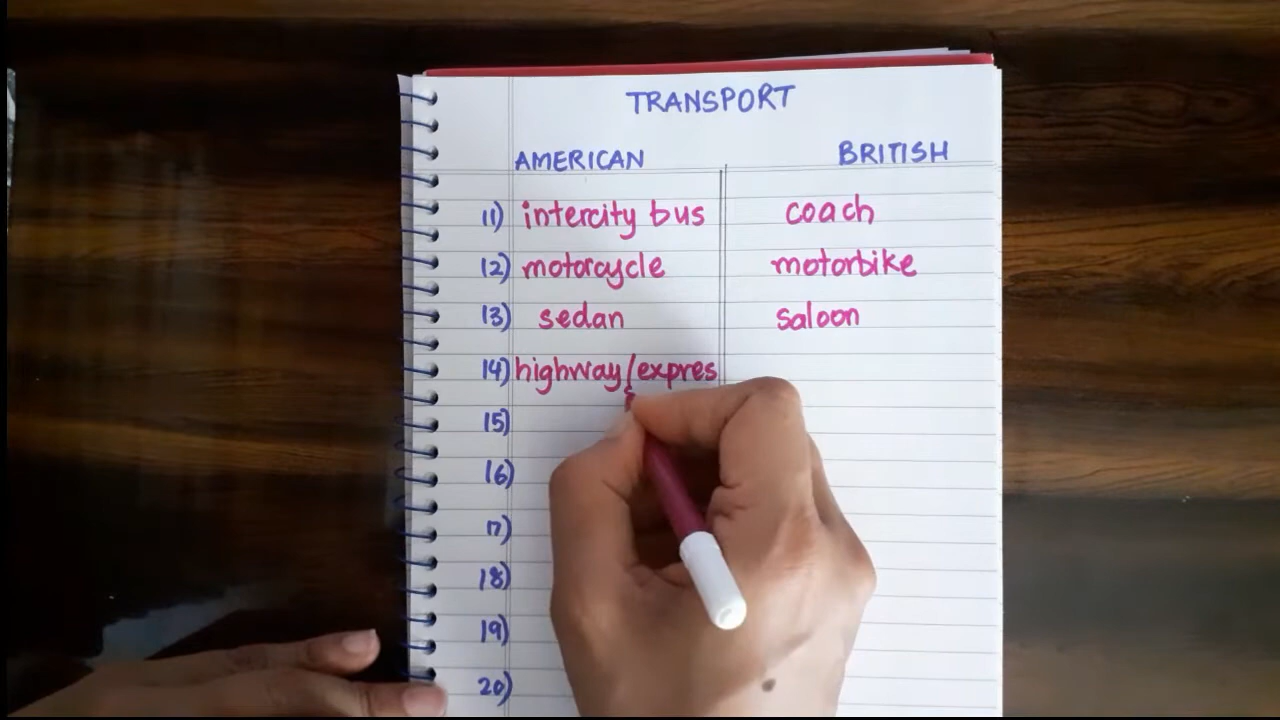 TRANSPORT
AMERICAN BRITISH
11) intercity bus coach
12) motorcycle motorbike
13) sedan saloon
14) highway/expres
s
15)
16)
17)
18)
19)
20)